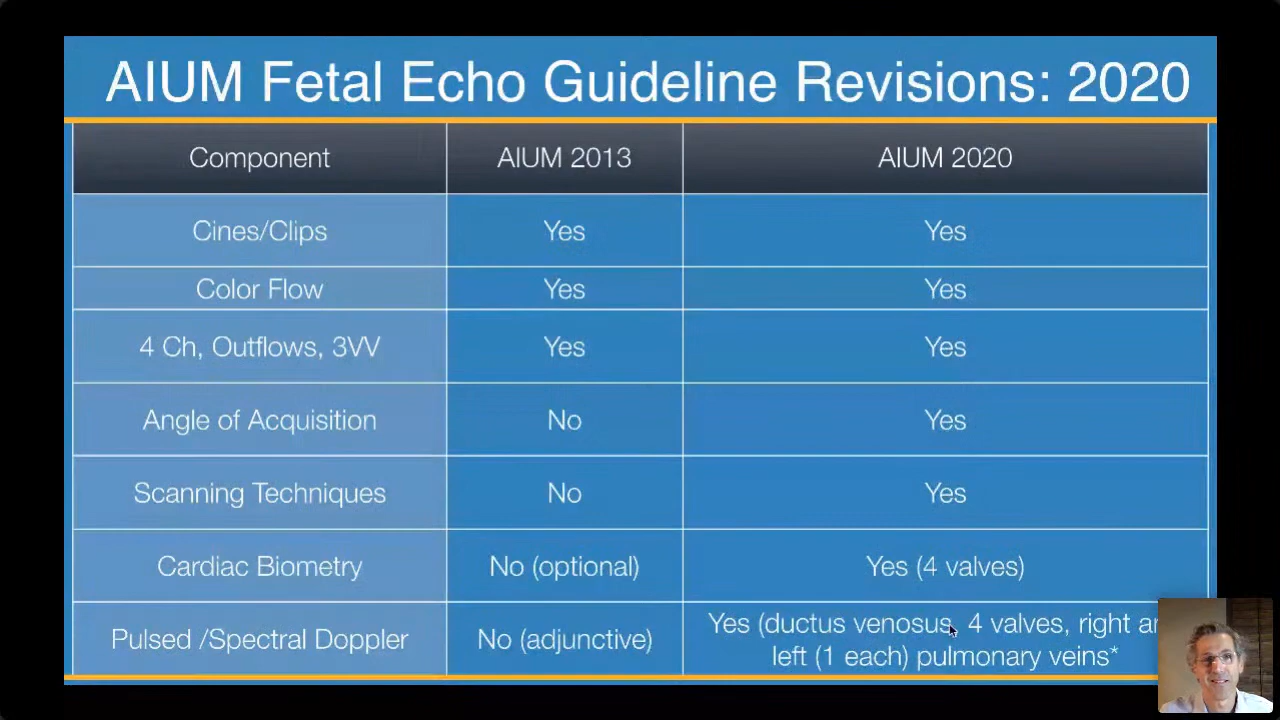 AIUM Fetal Echo Guideline Revisions: 2020
Component AIUM 2013 AIUM 2020
Cines/Clips Yes Yes
Color Flow Yes Yes
4 Ch, Outflows, 3VV Yes Yes
Angle of Acquisition No Yes
Scanning Techniques No Yes
Cardiac Biometry No (optional) Yes (4 valves)
Pulsed /Spectral Doppler No (adjunctive) Yes (ductus venosus, 4 valves, right
left (1 each) pulmonary veins*